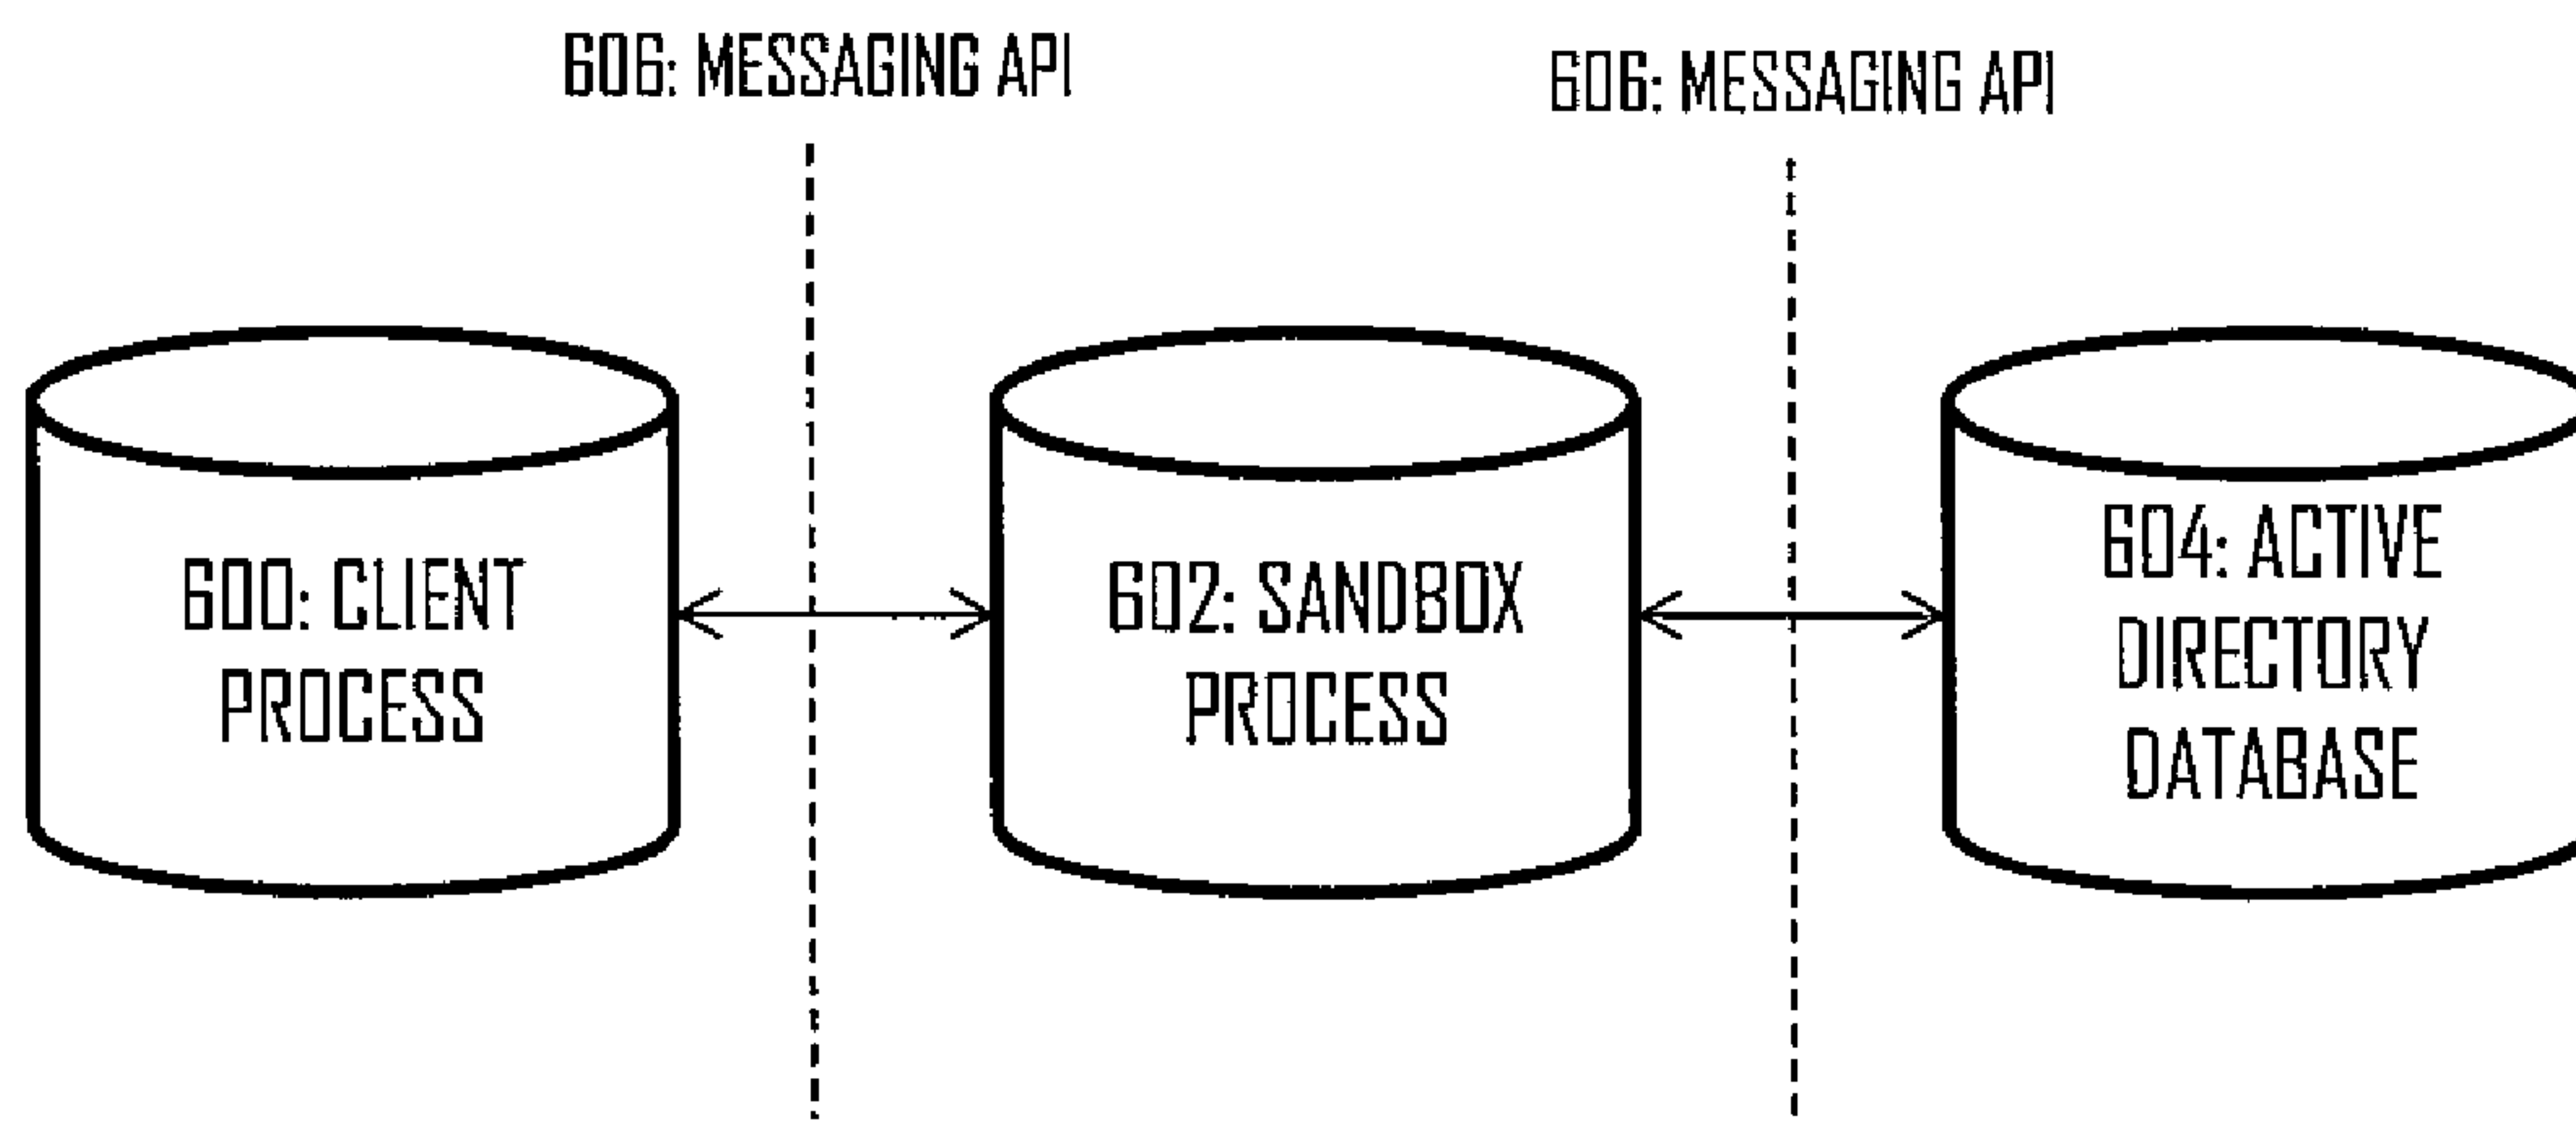 606: MESSAGING API
606: MESSAGING API
600: CLIENT
PROCESS
602: SANDBOX
PROCESS
604: ACTIVE
DIRECTORY
DATABASE